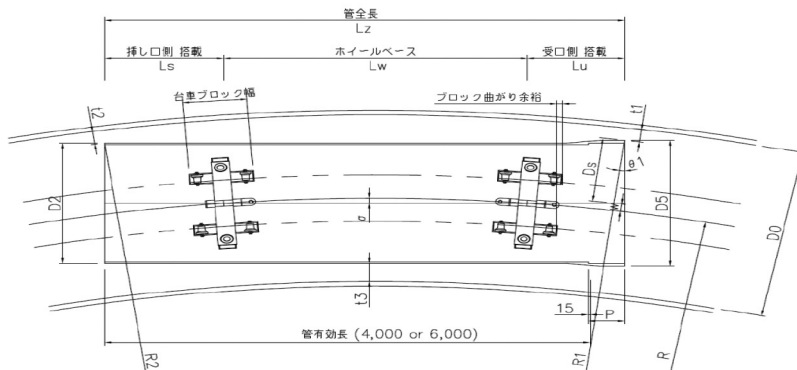 管全長
Lz
挿し口側 搭載
ホイールベース
受口側 搭載
Ls
Lw
Lu
台車ブロック幅
ブロック曲がり余裕
t2
t1
θ1
Ds
D2
a
W
D5
D0
t3
15
P
管有効長 (4,000 or 6,000)
R2
R1
R